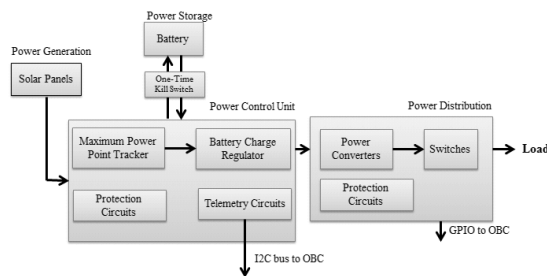 Power Storage
Battery
Power Generation
Solar Panels
One-Time
Kill Switch
Power Control Unit
Maximum Power
Point Tracker
Battery Charge
Regulator
Protection
Circuits
Telemetry Circuits
I2C bus to OBC
Power Distribution
Power
Converters
Switches
Protection
Circuits
Load
GPIO to OBC